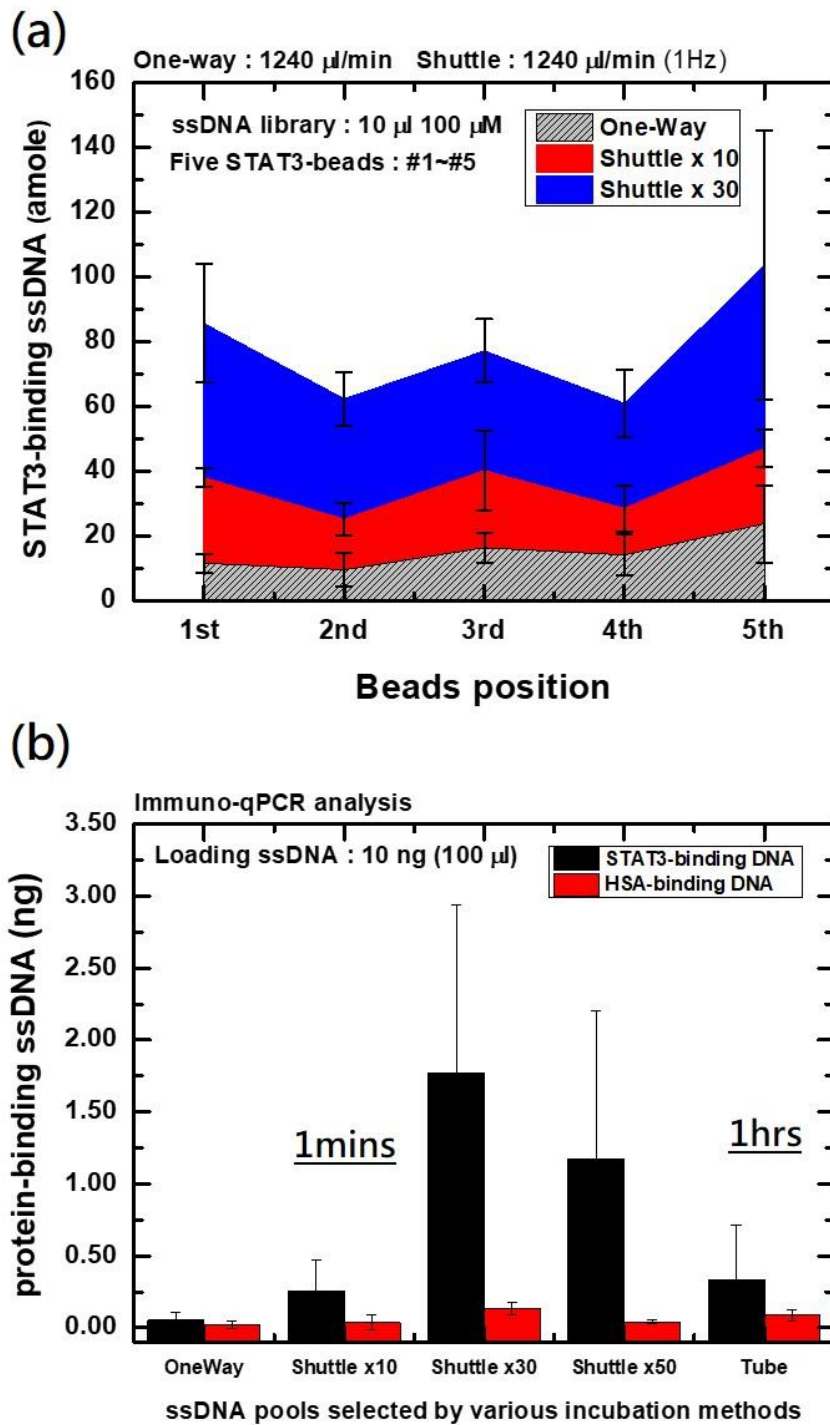 (a)
One-way : 1240 µl/min Shuttle : 1240 µl/min (1Hz)
160
140
120
100
80
60
40
20
0
STAT3-binding ssDNA (amole)
ssDNA library : 10 µl 100 µM
Five STAT3-beads : #1~#5
One-Way
Shuttle x 10
Shuttle x 30
1st 2nd 3rd 4th 5th
Beads position
(b)
Immuno-qPCR analysis
3.50
3.00
2.50
2.00
1.50
1.00
0.50
0.00
protein-binding ssDNA (ng)
Loading ssDNA : 10 ng (100 µl)
STAT3-binding DNA
HSA-binding DNA
1mins
1hrs
OneWay Shuttle x10 Shuttle x30 Shuttle x50 Tube
ssDNA pools selected by various incubation methods